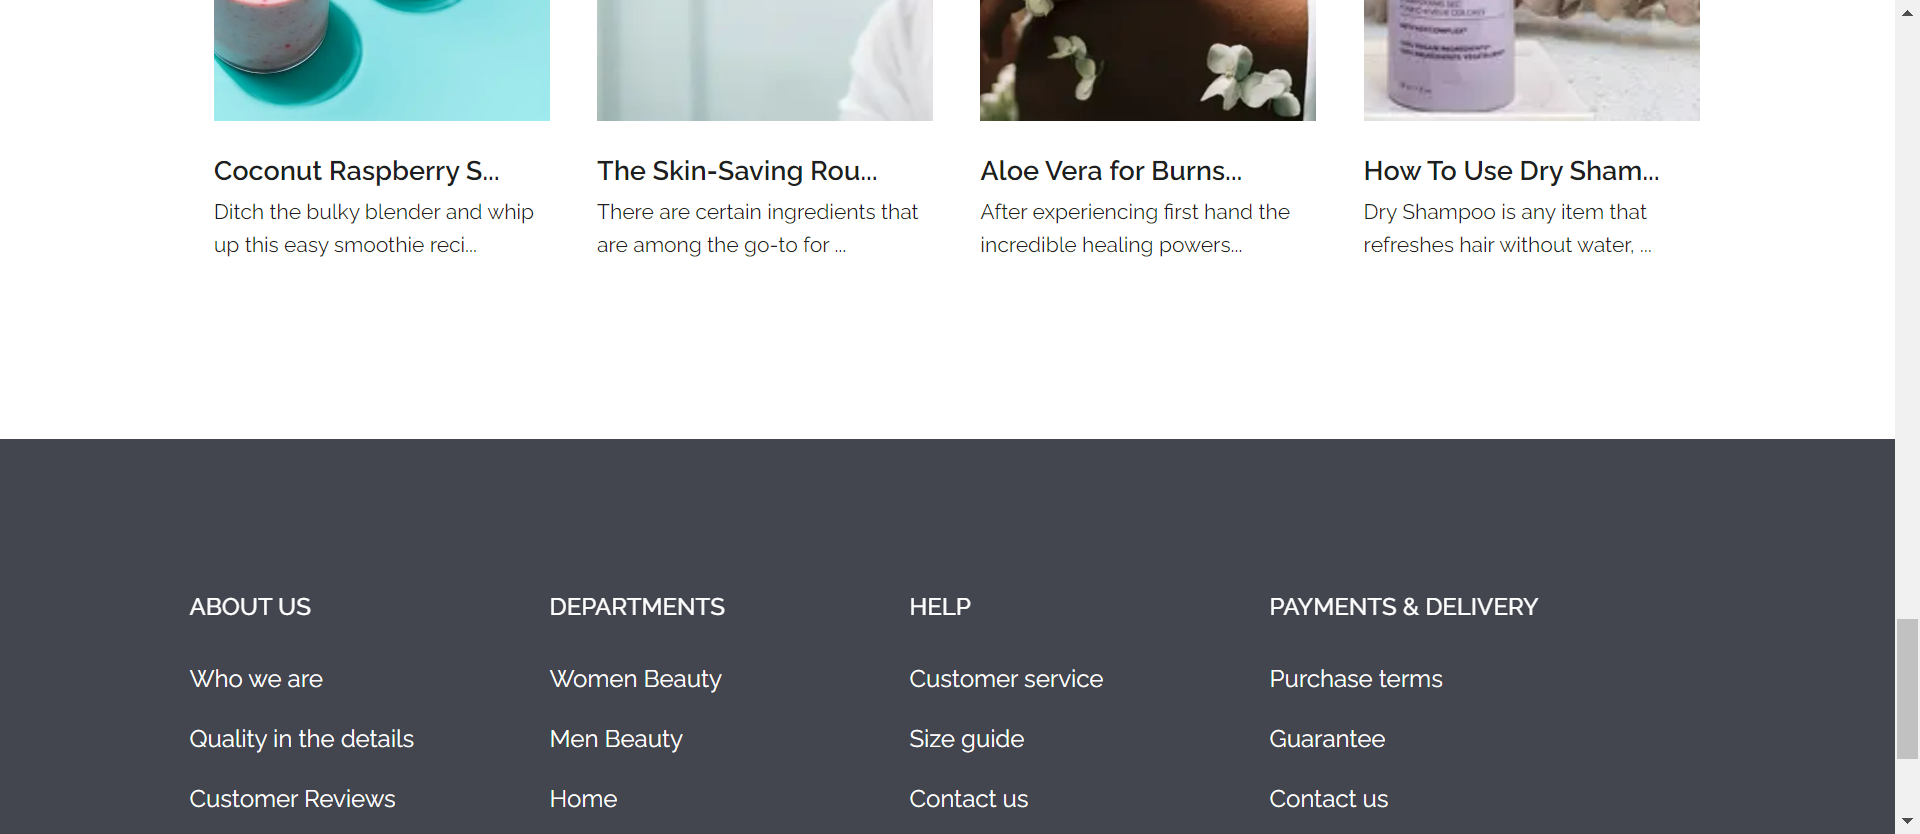 Coconut Raspberry S...
Ditch the bulky blender and whip
up this easy smoothie reci...
The Skin-Saving Rou...
There are certain ingredients that
are among the go-to for ...
Aloe Vera for Burns...
After experiencing first hand the
incredible healing powers...
How To Use Dry Sham...
Dry Shampoo is any item that
refreshes hair without water, ...
ABOUT US
Who we are
Quality in the details
Customer Reviews
DEPARTMENTS
Women Beauty
Men Beauty
Home
HELP
Customer service
Size guide
Contact us
PAYMENTS & DELIVERY
Purchase terms
Guarantee
Contact us